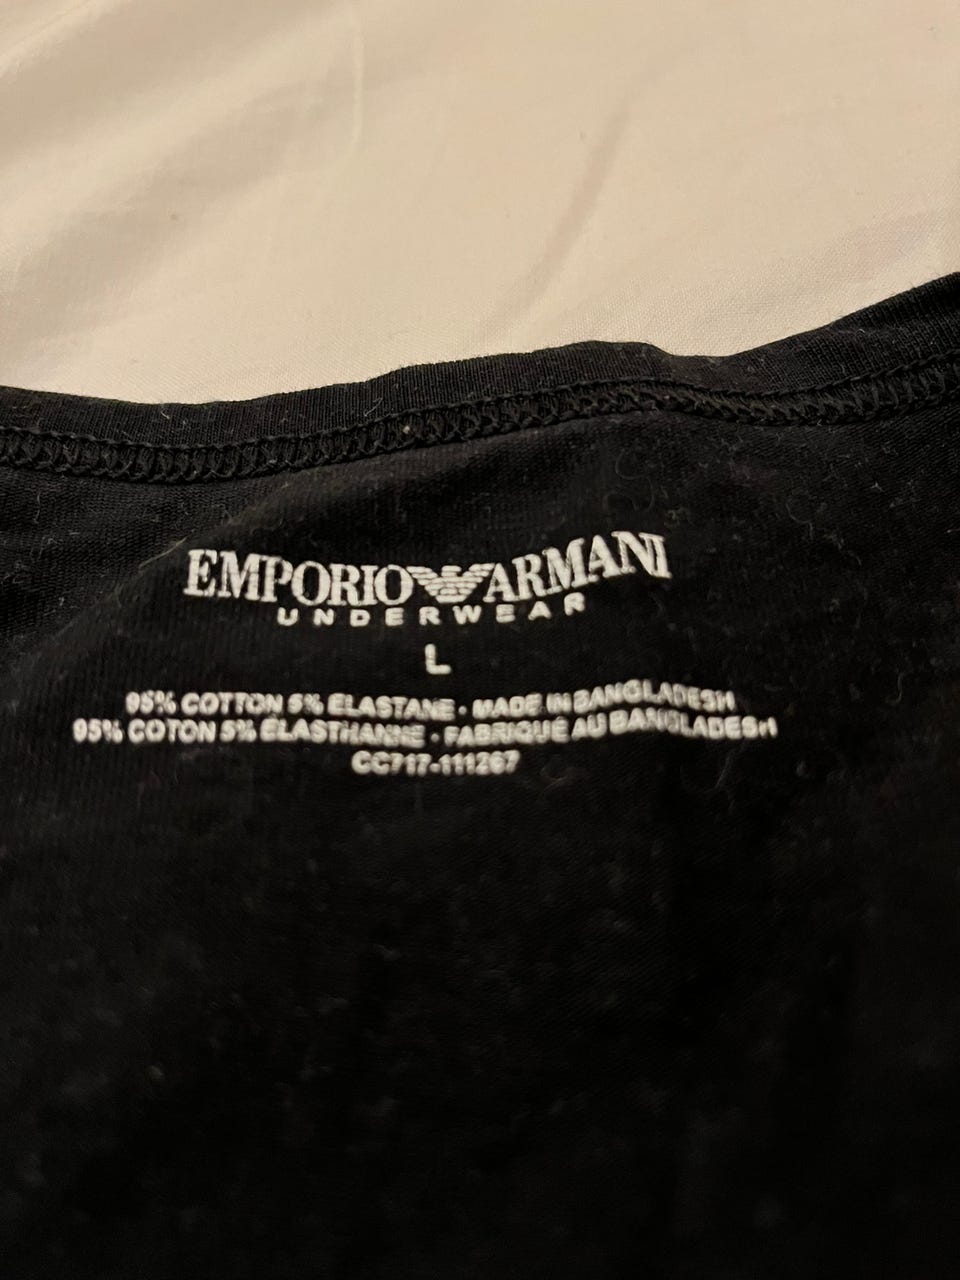 EMPORIO ARMANI
UNDERWEAR
L
95% COTTON 5% ELASTANE · MADE IN BANGLADESH
95% COTON 5% ÉLASTHANNE · FABRIQUÉ AU BANGLADESH
CC717-111267